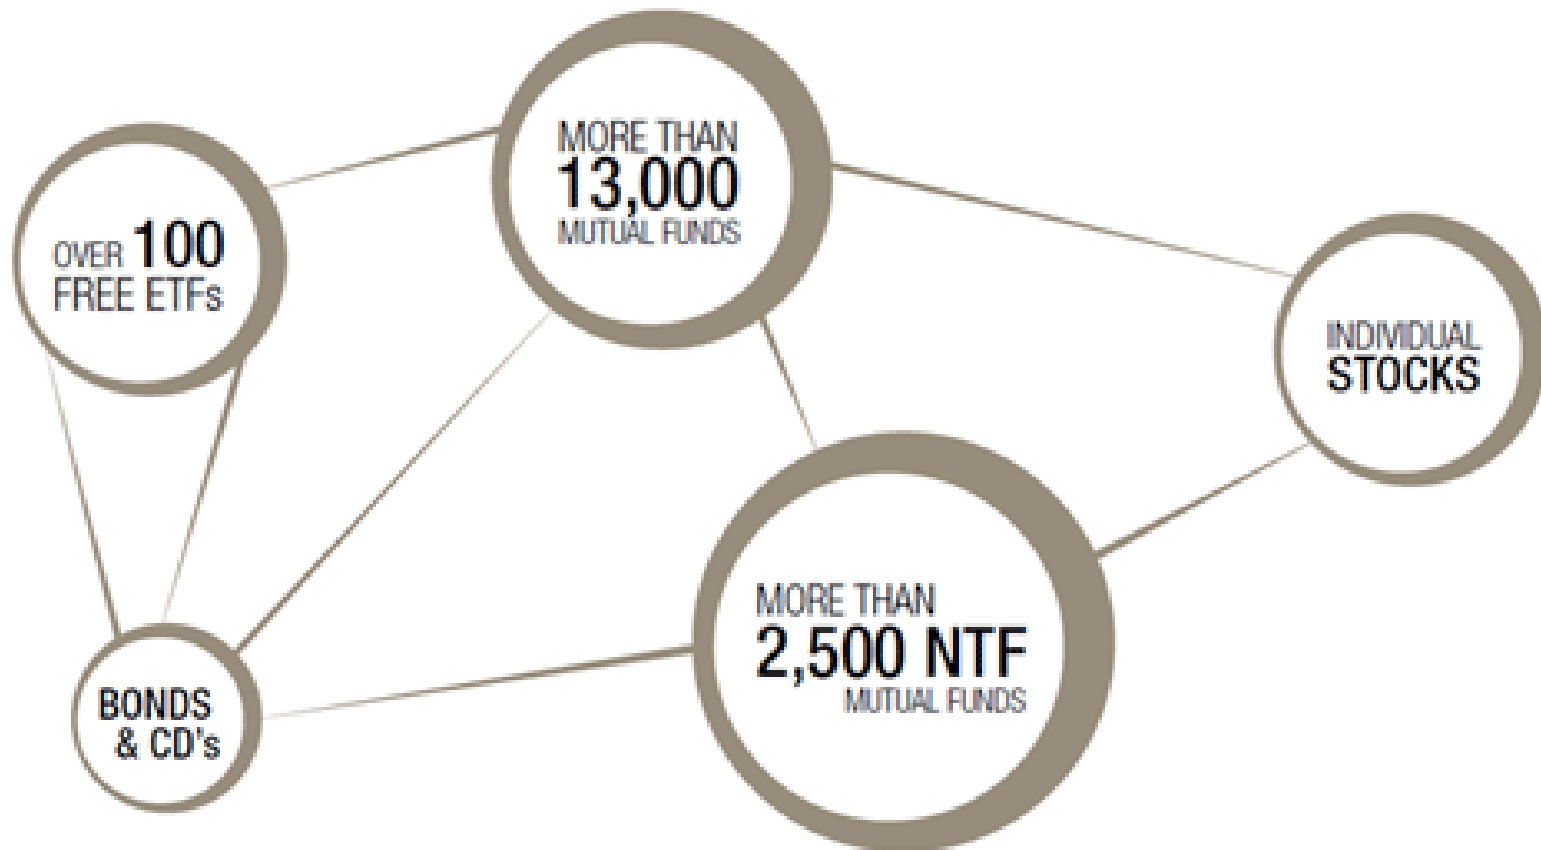 MORE THAN
13,000
MUTUAL FUNDS
OVER 100
FREE ETFs
INDIVIDUAL
STOCKS
MORE THAN
2,500 NTF
MUTUAL FUNDS
BONDS
& CD's